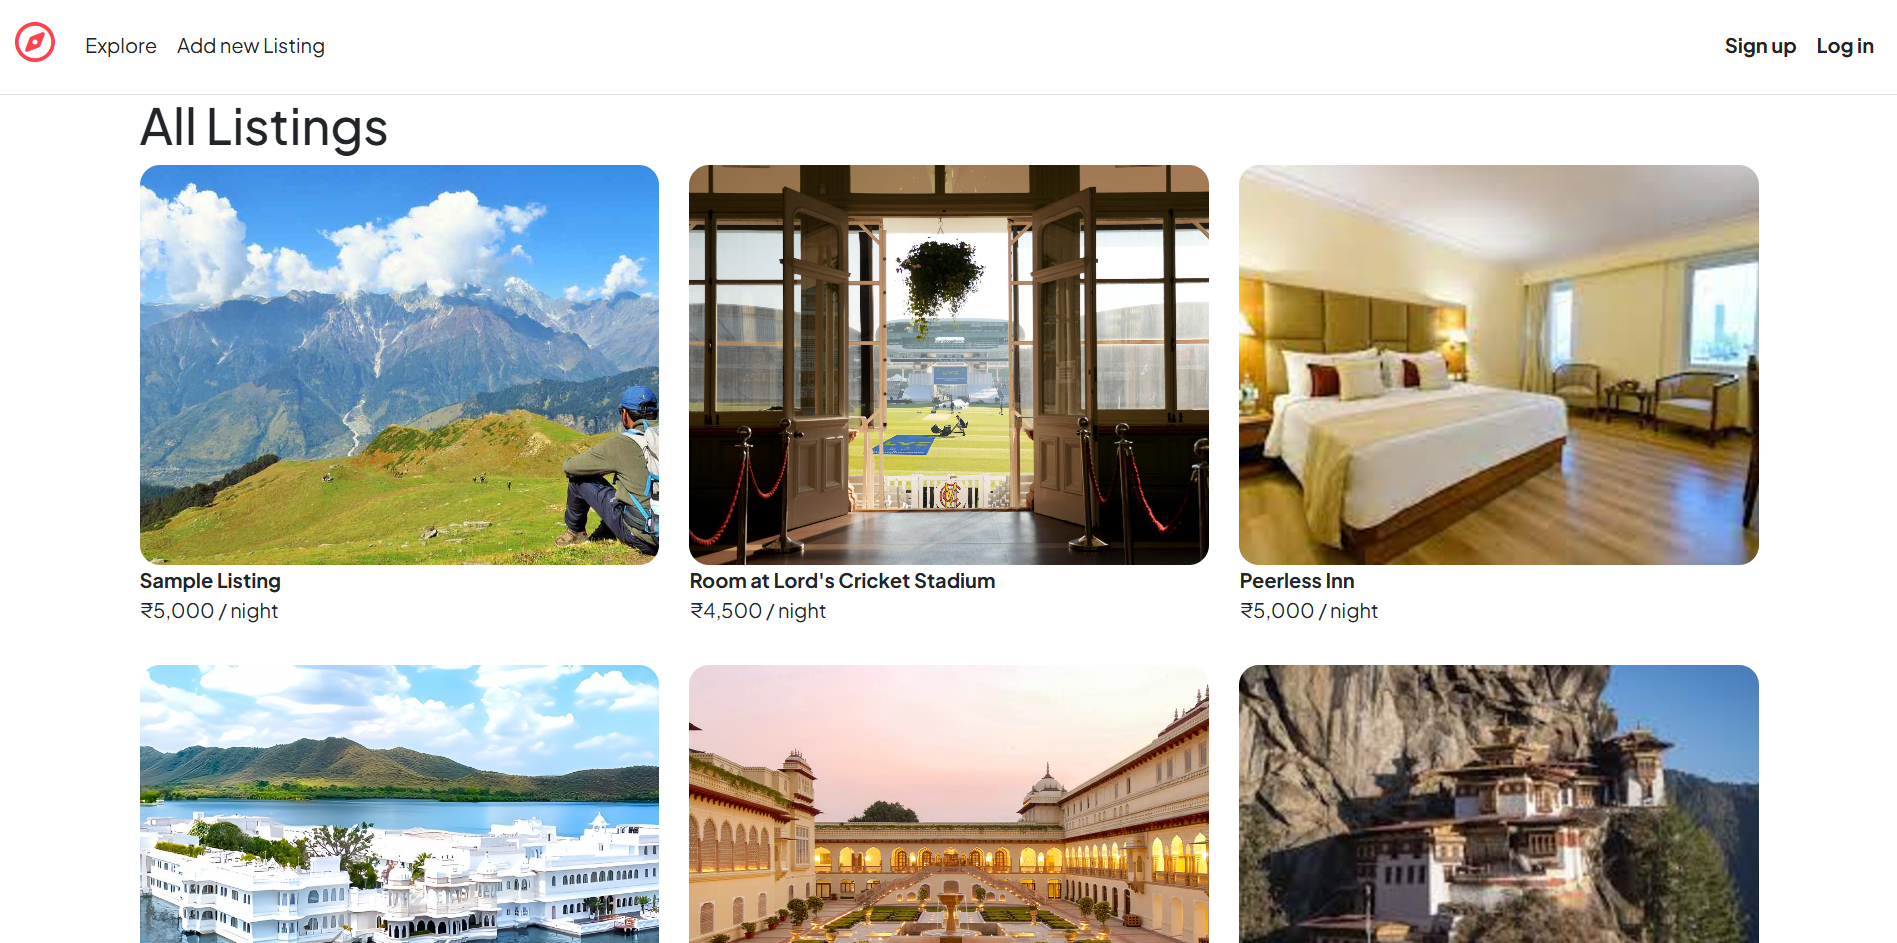 Explore Add new Listing Sign up Log in
All Listings
Sample Listing
₹5,000 / night
Room at Lord's Cricket Stadium
₹4,500 / night
Peerless Inn
₹5,000 / night